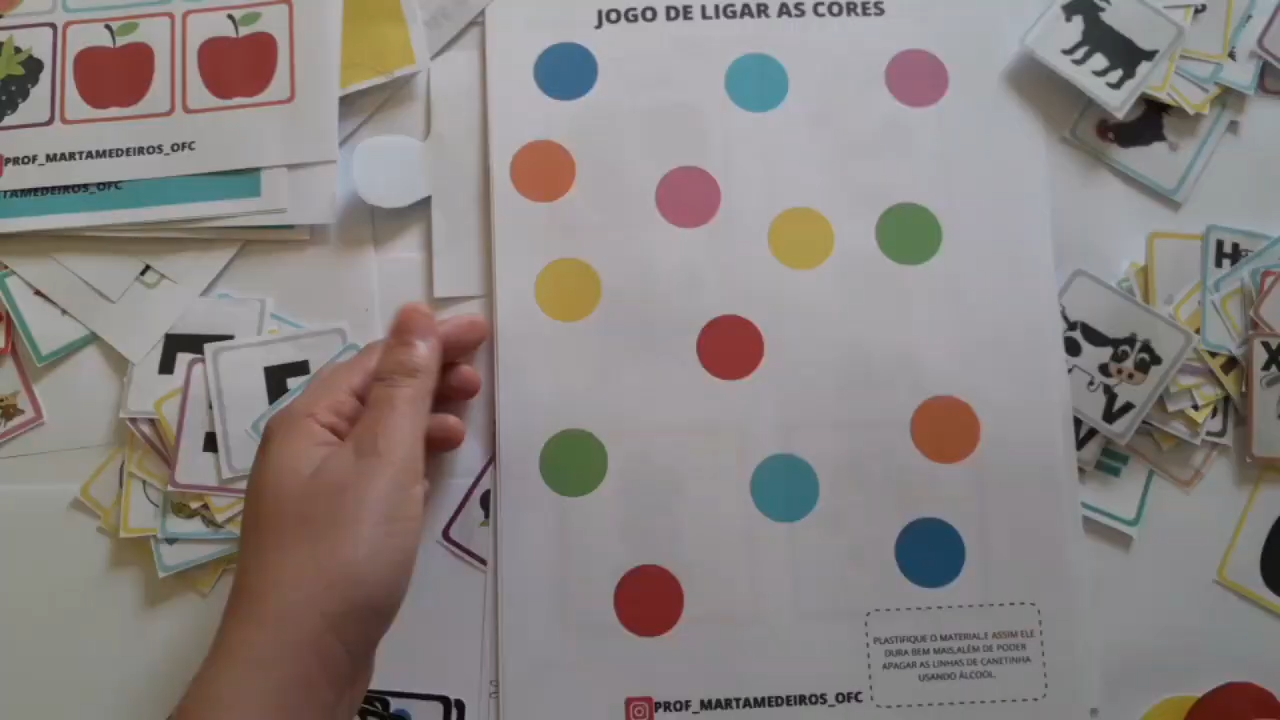 JOGO DE LIGAR AS CORES
PROF_MARTAMEDEIROS_OFC
TAMEDEIROS_OFC
H
F
V
X
PLASTIFIQUE O MATERIAL,E ASSIM ELE
DURA BEM MAIS,ALÉM DE PODER
APAGAR AS LINHAS DE CANETINHA
USANDO ÁLCOOL.
PROF_MARTAMEDEIROS_OFC